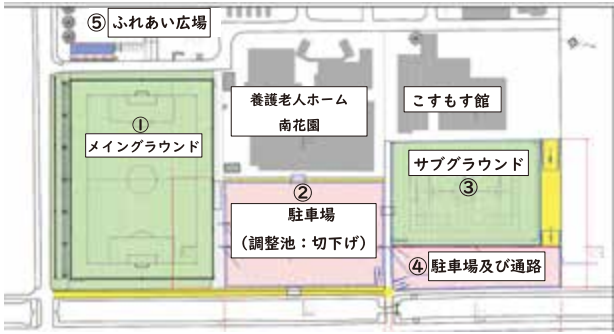 ⑤ ふれあい広場
養護老人ホーム
南花園
こすもす館
①
メイングラウンド
サブグラウンド
③
②
駐車場
（調整池：切下げ）
④ 駐車場及び通路